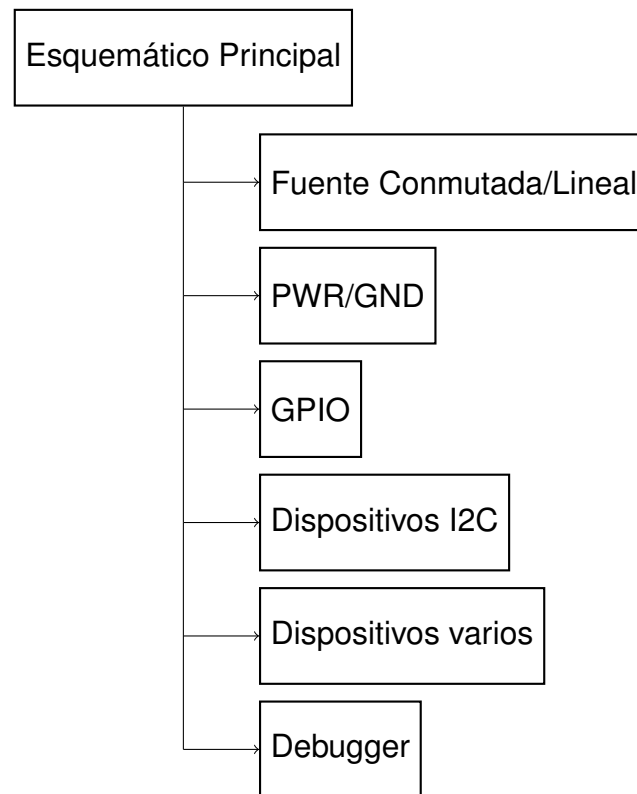 Esquemático Principal
Fuente Conmutada/Lineal
PWR/GND
GPIO
Dispositivos I2C
Dispositivos varios
Debugger